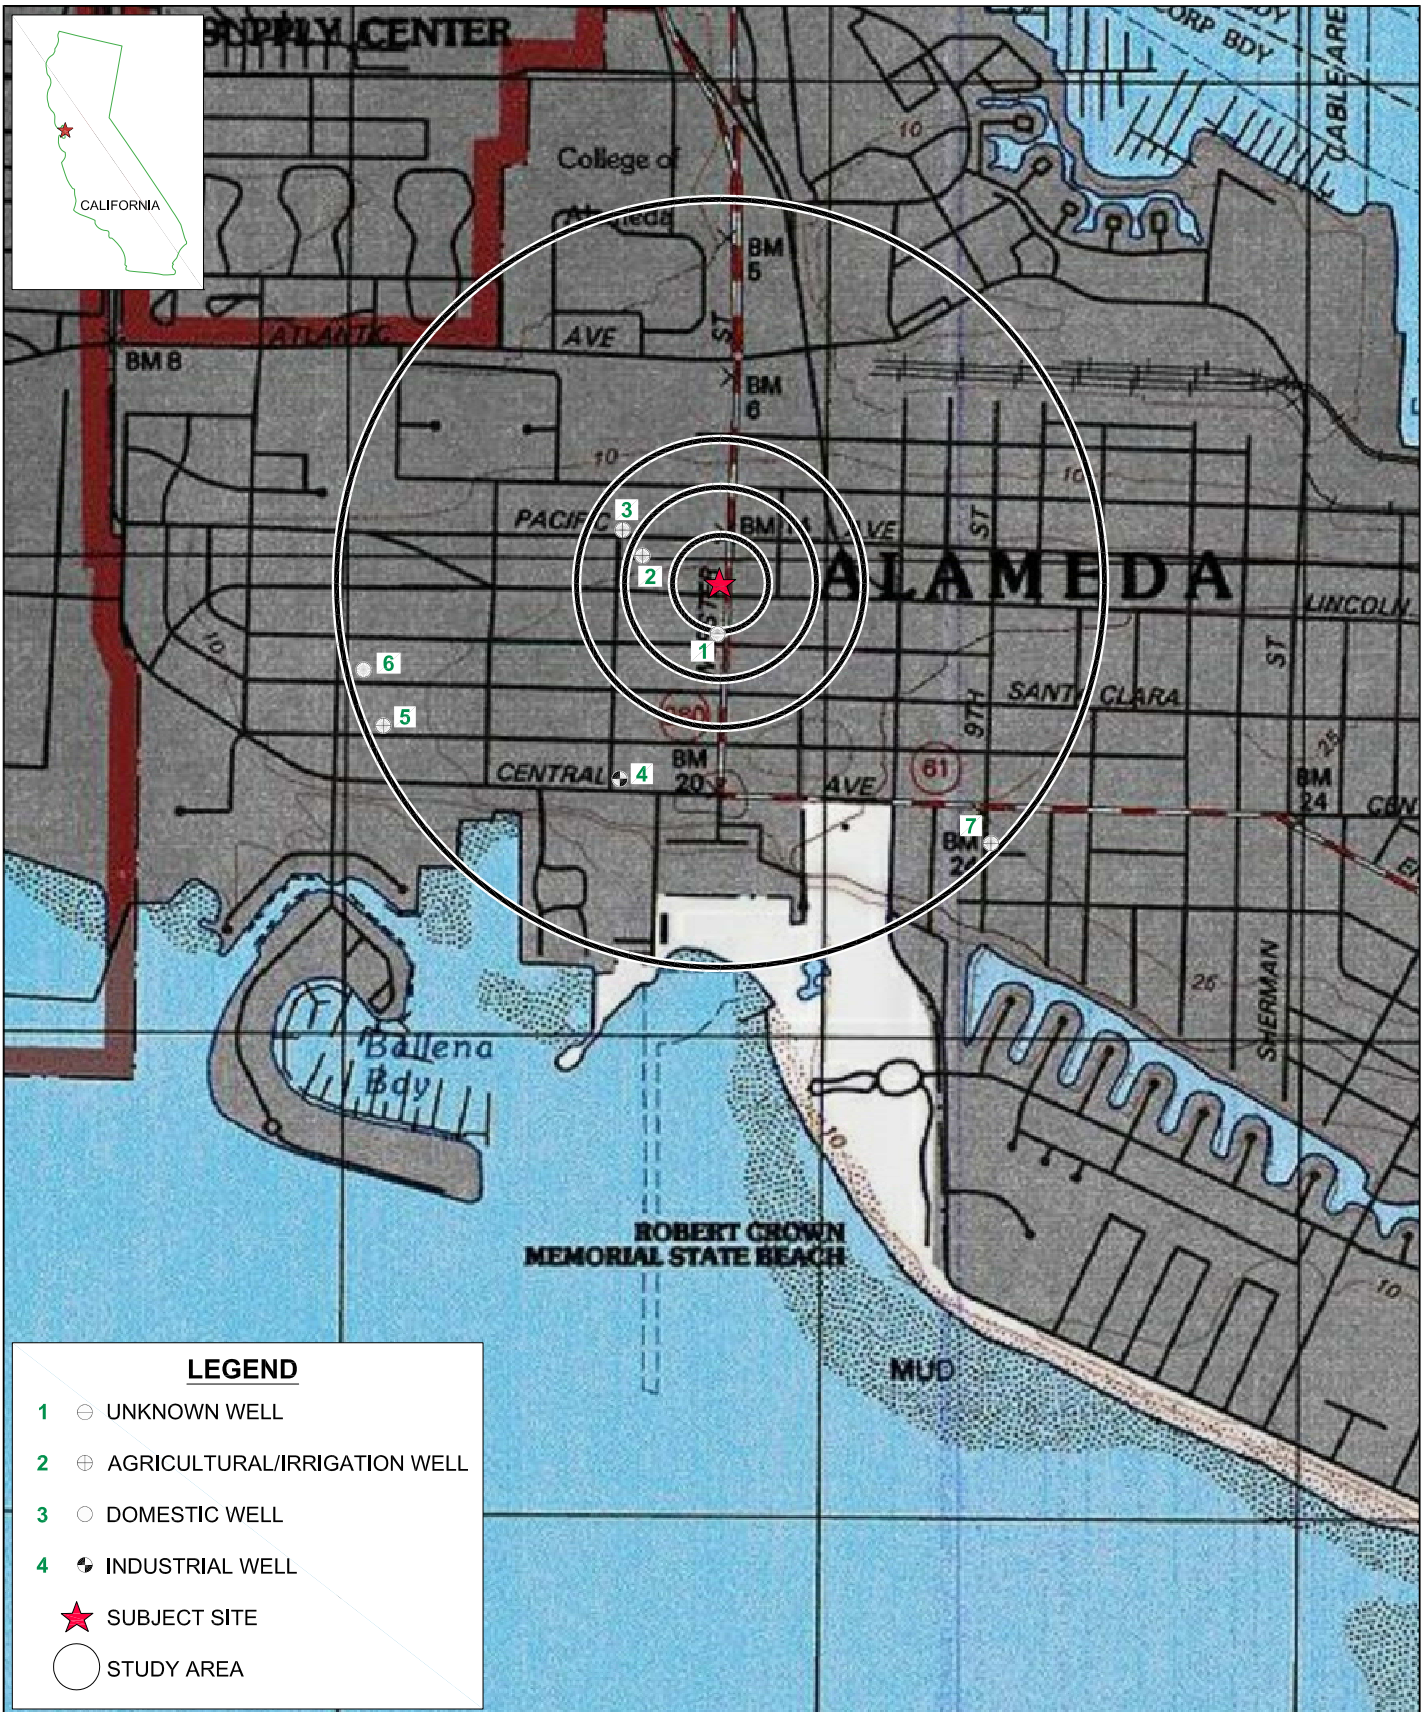 SUPPLY CENTER
CORP BDY
BDY
CABLE AREA
CALIFORNIA
10
College of
Alameda
BM
5
ST
ATLANTIC
AVE
BM 8
BM
6
10
10
3
PACIFIC
BM
AVE
ST
2
ALAMEDA
WEBSTER
LINCOLN
10
1
ST
6
SANTA CLARA
5
9TH
25
CENTRAL
4
BM
20
AVE
61
BM
24
CEN
7
BM
24
26
SHERMAN
Ballena
Bay
10
ROBERT CROWN
MEMORIAL STATE BEACH
10
MUD
LEGEND
1 UNKNOWN WELL
2 AGRICULTURAL/IRRIGATION WELL
3 DOMESTIC WELL
4 INDUSTRIAL WELL
SUBJECT SITE
STUDY AREA